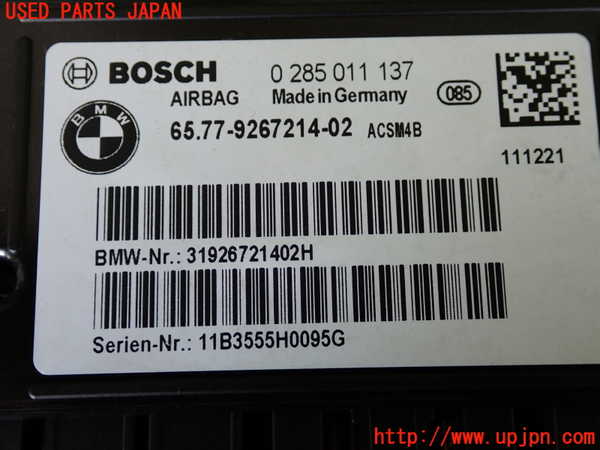 USED PARTS JAPAN
BOSCH 0 285 011 137
AIRBAG Made in Germany 085
BMW
65.77-9267214-02 ACSM4B
111221
BMW-Nr.: 31926721402H
Serien-Nr.: 11B3555H0095G
http://www.upjpn.com/